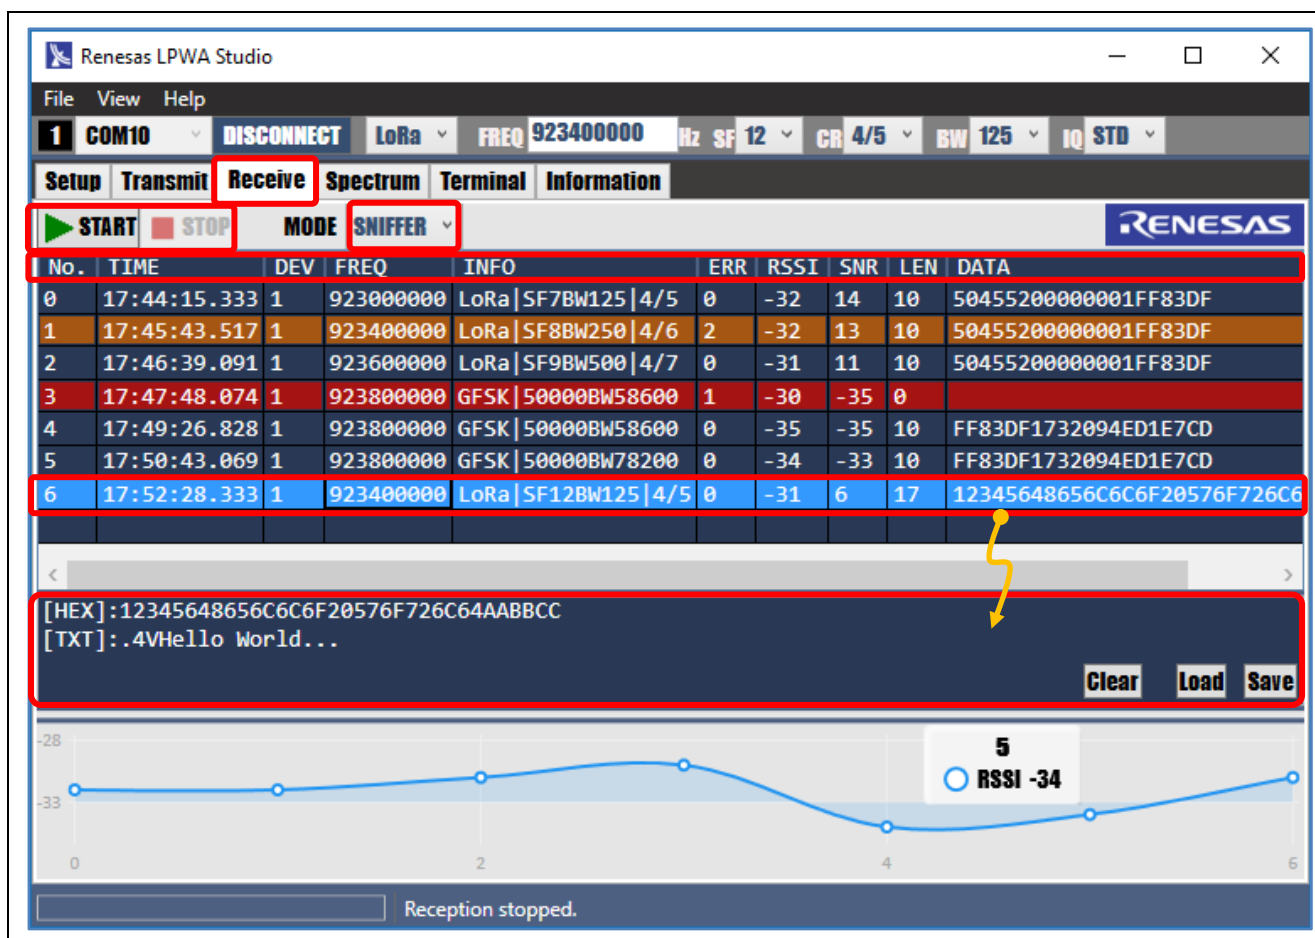 Renesas LPWA Studio
File View Help
1 COM10 DISCONNECT LoRa FREQ 923400000 Hz SF 12 CR 4/5 BW 125 IQ STD
Setup Transmit Receive Spectrum Terminal Information
START STOP MODE SNIFFER RENESAS
No. TIME DEV FREQ INFO ERR RSSI SNR LEN DATA
0 17:44:15.333 1 923000000 LoRa|SF7BW125|4/5 0 -32 14 10 50455200000001FF83DF
1 17:45:43.517 1 923400000 LoRa|SF8BW250|4/6 2 -32 13 10 50455200000001FF83DF
2 17:46:39.091 1 923600000 LoRa|SF9BW500|4/7 0 -31 11 10 50455200000001FF83DF
3 17:47:48.074 1 923800000 GFSK|50000BW58600 1 -30 -35 0
4 17:49:26.828 1 923800000 GFSK|50000BW58600 0 -35 -35 10 FF83DF1732094ED1E7CD
5 17:50:43.069 1 923800000 GFSK|50000BW78200 0 -34 -33 10 FF83DF1732094ED1E7CD
6 17:52:28.333 1 923400000 LoRa|SF12BW125|4/5 0 -31 6 17 12345648656C6C6F20576F726C6
[HEX]:12345648656C6C6F20576F726C64AABBCC
[TXT]:.4VHello World...
Clear Load Save
-28
5
RSSI -34
-33
0 2 4 6
Reception stopped.